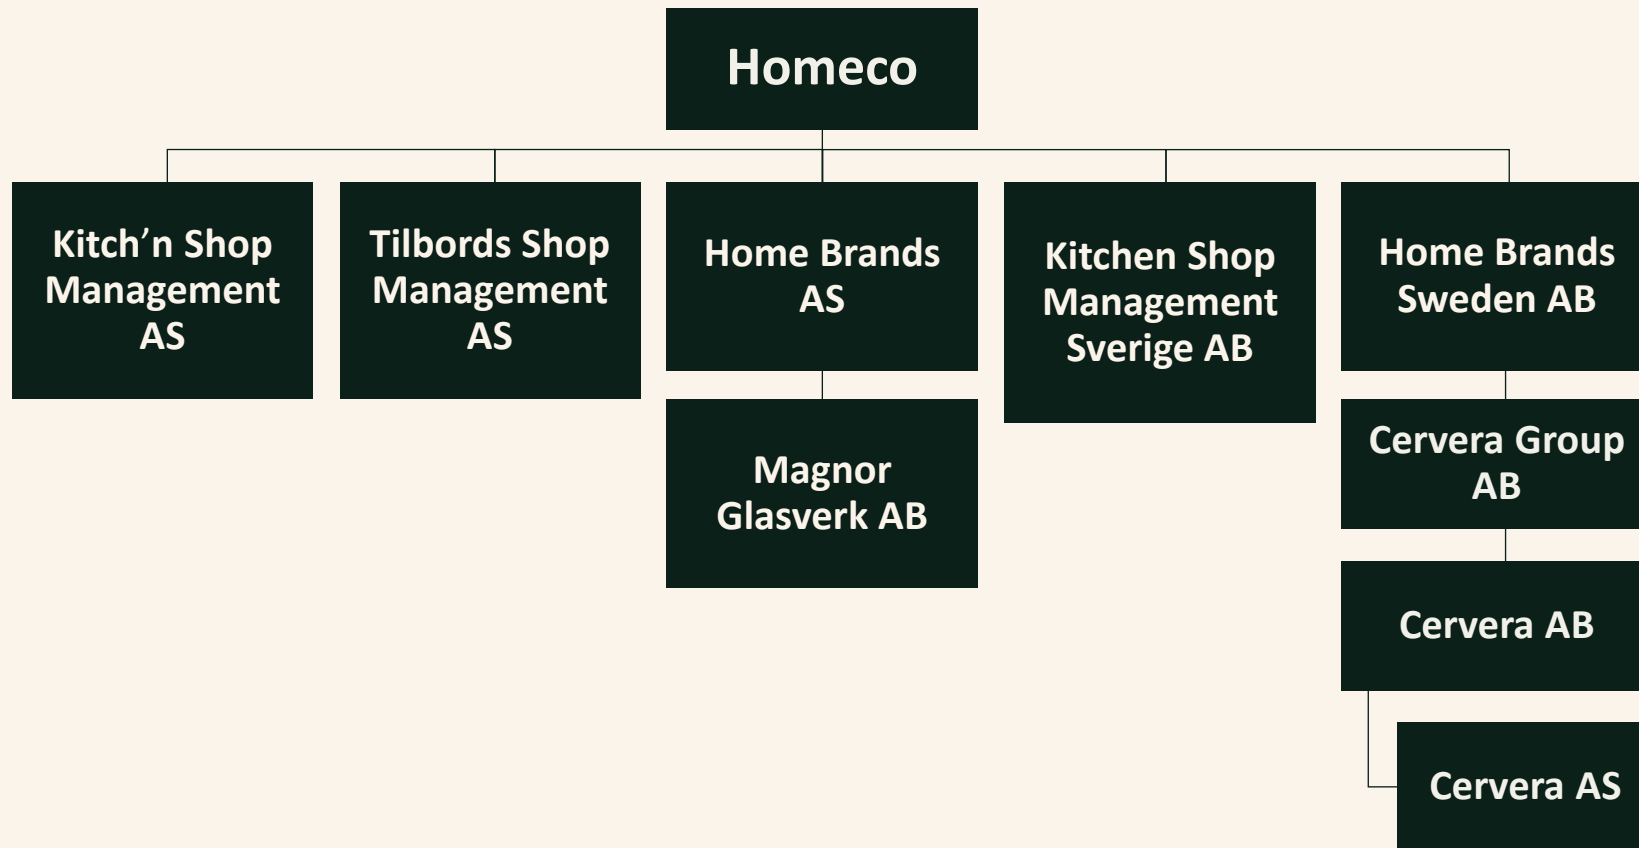 Homeco
Kitch’n Shop
Management
AS
Tilbords Shop
Management
AS
Home Brands
AS
Kitchen Shop
Management
Sverige AB
Home Brands
Sweden AB
Magnor
Glasverk AB
Cervera Group
AB
Cervera AB
Cervera AS